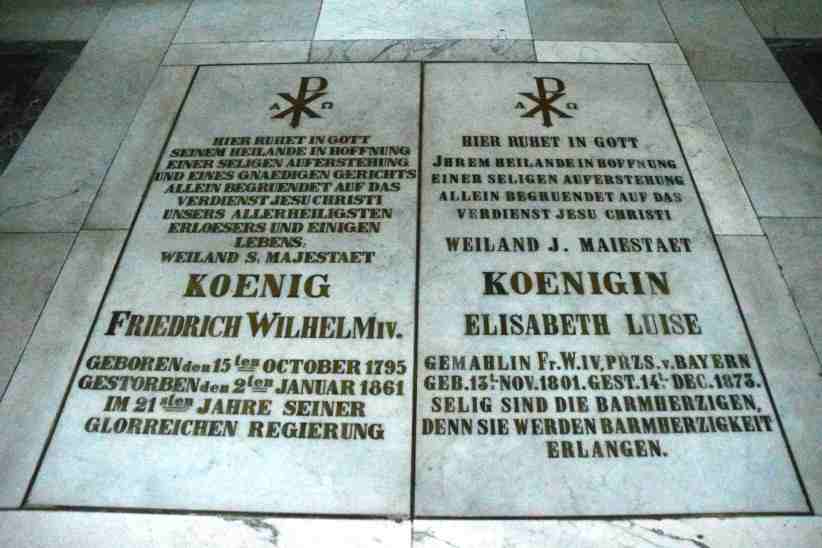 Α Ω
HIER RUHET IN GOTT
SEINEM HEILANDE IN HOFFNUNG
EINER SELIGEN AUFERSTEHUNG
UND EINES GNAEDIGEN GERICHTS
ALLEIN BEGRUENDET AUF DAS
VERDIENST JESU CHRISTI
UNSERS ALLERHEILIGSTEN
ERLOESERS UND EINIGEN
LEBENS:
WEILAND S. MAJESTAET
KOENIG
FRIEDRICH WILHELM IV.
GEBOREN den 15ten OCTOBER 1795
GESTORBEN den 2ten JANUAR 1861
IM 21sten JAHRE SEINER
GLORREICHEN REGIERUNG
Α Ω
HIER RUHET IN GOTT
JHREM HEILANDE IN HOFFNUNG
EINER SELIGEN AUFERSTEHUNG
ALLEIN BEGRUENDET AUF DAS
VERDIENST JESU CHRISTI
WEILAND J. MAIESTAET
KOENIGIN
ELISABETH LUISE
GEMAHLIN FR.W.IV, PRZS.v.BAYERN
GEB. 13t. NOV. 1801. GEST. 14t. DEC. 1873.
SELIG SIND DIE BARMHERZIGEN,
DENN SIE WERDEN BARMHERZIGKEIT
ERLANGEN.